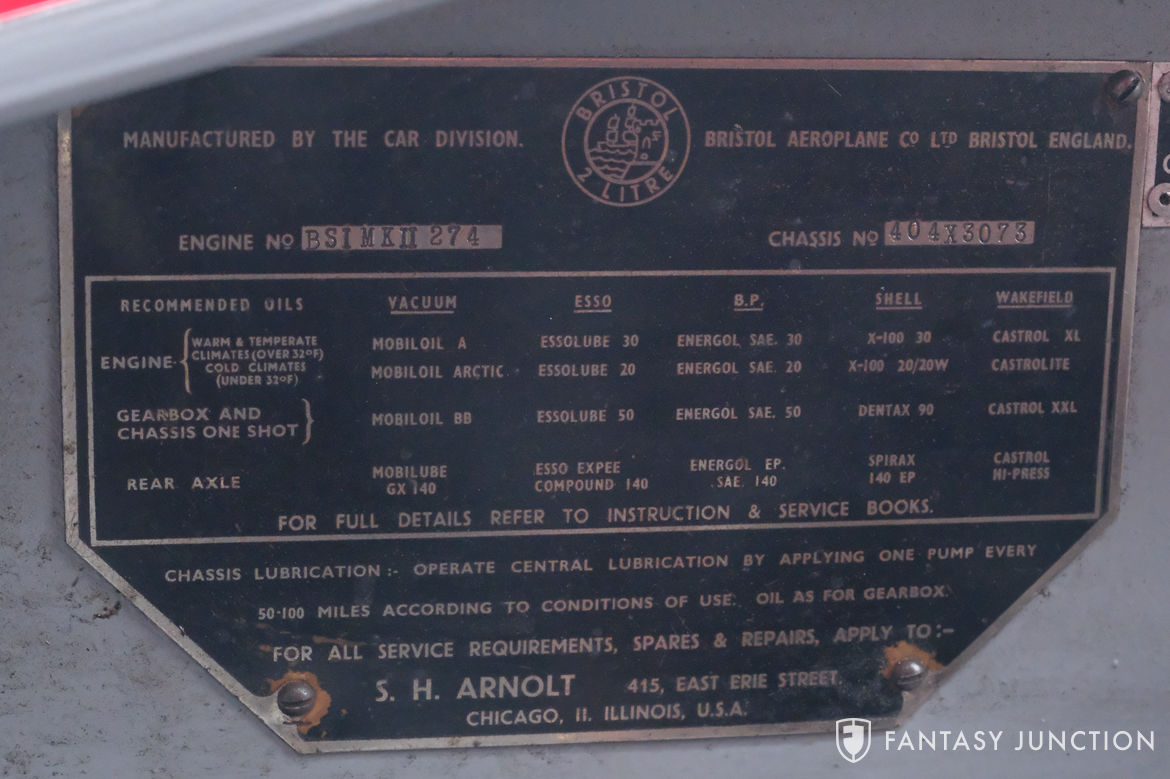 MANUFACTURED BY THE CAR DIVISION. BRISTOL 2 LITRE BRISTOL AEROPLANE Co LTD BRISTOL ENGLAND.
ENGINE No BSIMKII 274 CHASSIS No 404X3073
RECOMMENDED OILS VACUUM ESSO B.P. SHELL WAKEFIELD
ENGINE- { WARM & TEMPERATE CLIMATES (OVER 32°F) MOBILOIL A ESSOLUBE 30 ENERGOL SAE. 30 X-100 30 CASTROL XL
COLD CLIMATES (UNDER 32°F) MOBILOIL ARCTIC ESSOLUBE 20 ENERGOL SAE. 20 X-100 20/20W CASTROLITE
GEARBOX AND CHASSIS ONE SHOT } MOBILOIL BB ESSOLUBE 50 ENERGOL SAE. 50 DENTAX 90 CASTROL XXL
REAR AXLE MOBILUBE GX 140 ESSO EXPEE COMPOUND 140 ENERGOL EP. SAE. 140 SPIRAX 140 EP CASTROL HI-PRESS
FOR FULL DETAILS REFER TO INSTRUCTION & SERVICE BOOKS.
CHASSIS LUBRICATION:- OPERATE CENTRAL LUBRICATION BY APPLYING ONE PUMP EVERY
50-100 MILES ACCORDING TO CONDITIONS OF USE. OIL AS FOR GEARBOX.
FOR ALL SERVICE REQUIREMENTS, SPARES & REPAIRS, APPLY TO:-
S. H. ARNOLT 415, EAST ERIE STREET.
CHICAGO, II. ILLINOIS, U.S.A.
FANTASY JUNCTION